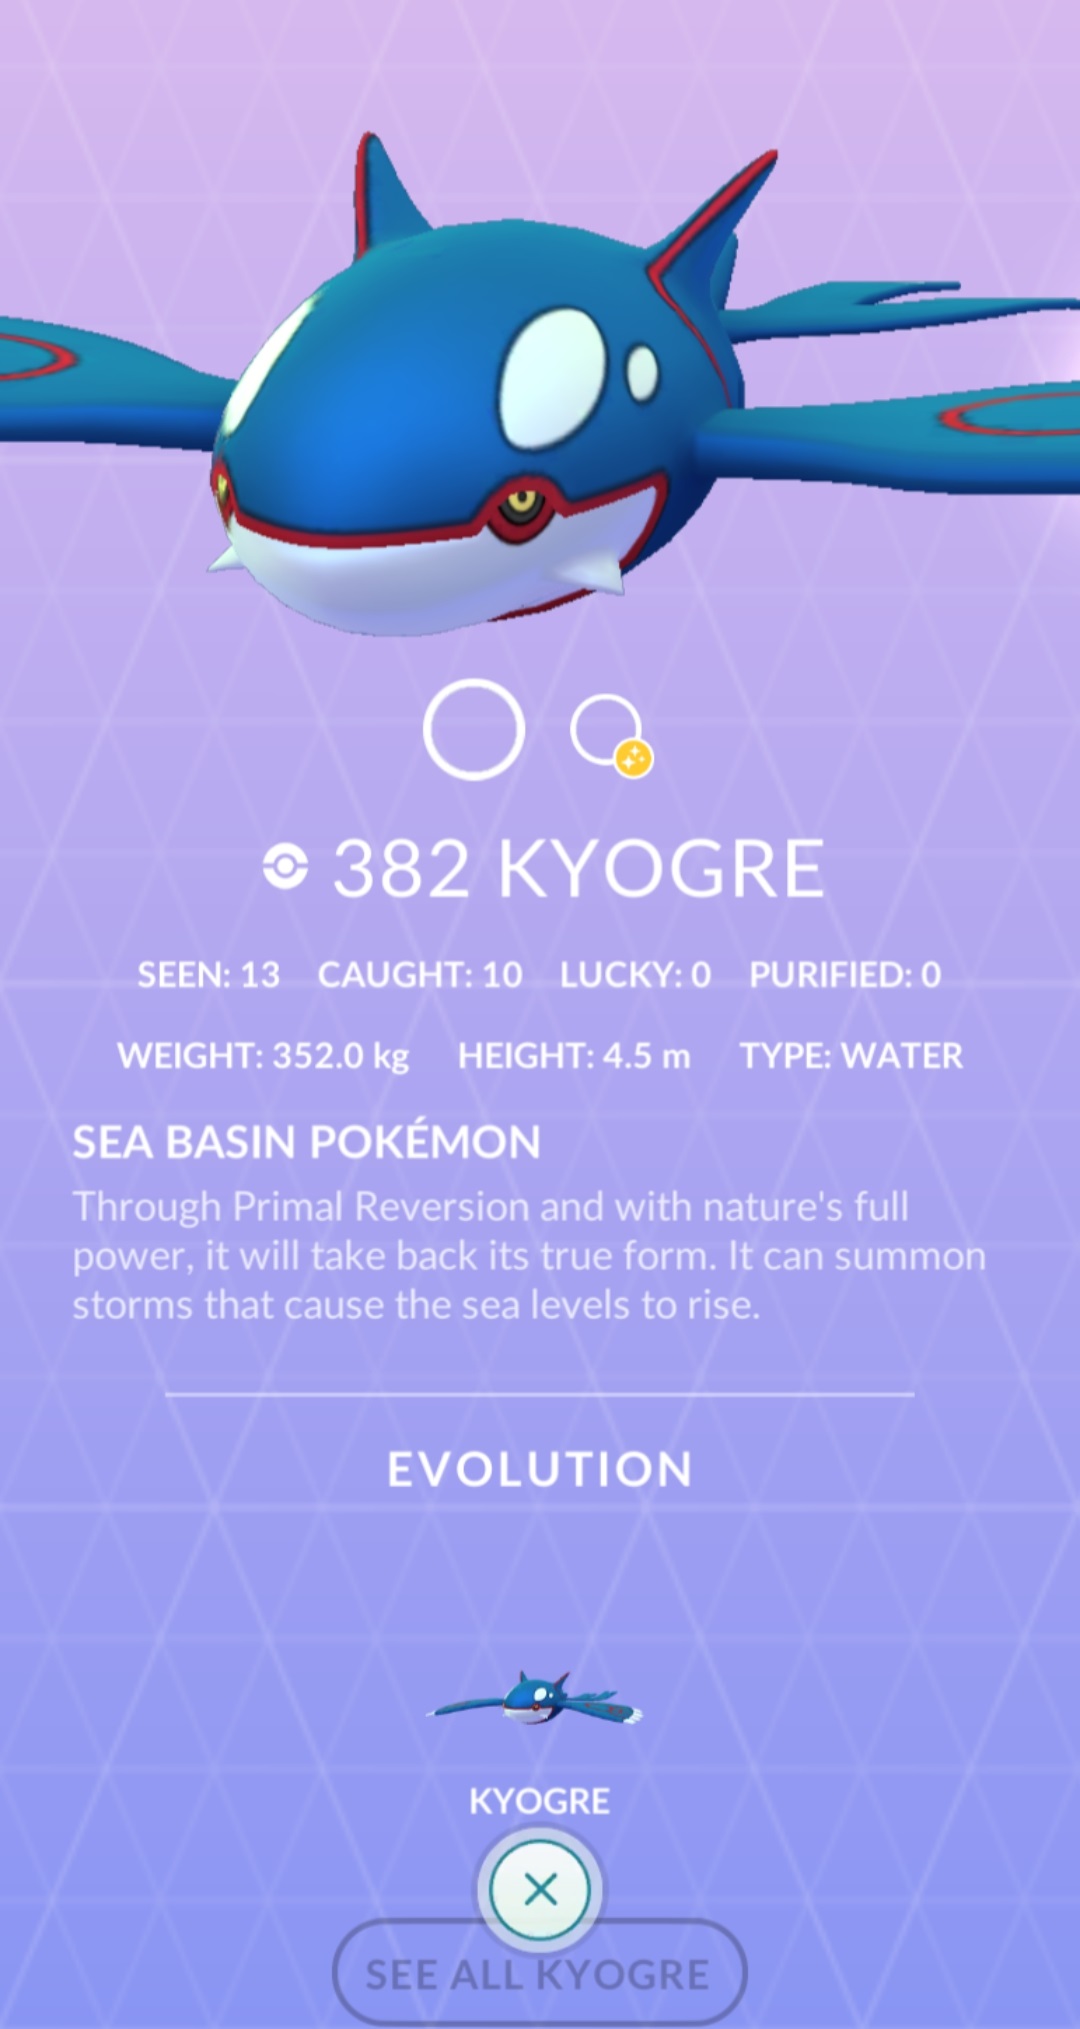 382 KYOGRE
SEEN: 13 CAUGHT: 10 LUCKY: 0 PURIFIED: 0
WEIGHT: 352.0 kg HEIGHT: 4.5 m TYPE: WATER
SEA BASIN POKÉMON
Through Primal Reversion and with nature's full
power, it will take back its true form. It can summon
storms that cause the sea levels to rise.
EVOLUTION
KYOGRE
SEE ALL KYOGRE